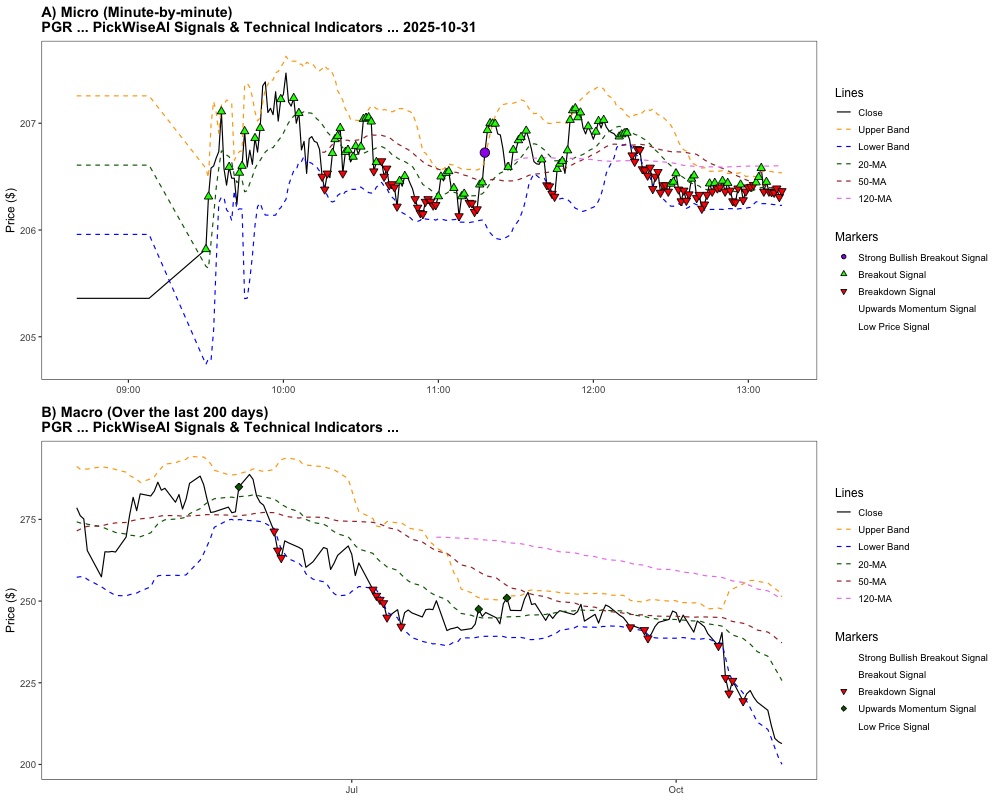 A) Micro (Minute-by-minute)
PGR ... PickWiseAI Signals & Technical Indicators ... 2025-10-31
Price ($)
207
206
205
09:00
10:00
11:00
12:00
13:00
Lines
Close
Upper Band
Lower Band
20-MA
50-MA
120-MA
Markers
Strong Bullish Breakout Signal
Breakout Signal
Breakdown Signal
Upwards Momentum Signal
Low Price Signal
B) Macro (Over the last 200 days)
PGR ... PickWiseAI Signals & Technical Indicators ...
Price ($)
275
250
225
200
Jul
Oct
Lines
Close
Upper Band
Lower Band
20-MA
50-MA
120-MA
Markers
Strong Bullish Breakout Signal
Breakout Signal
Breakdown Signal
Upwards Momentum Signal
Low Price Signal